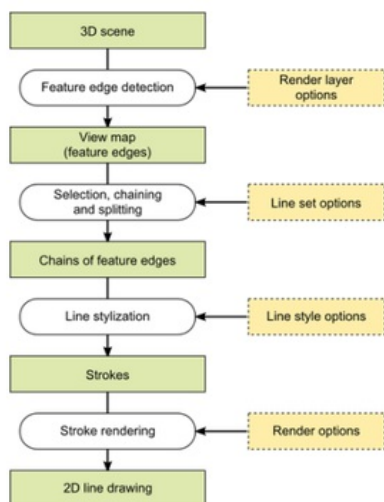 3D scene
Feature edge detection
Render layer
options
View map
(feature edges)
Selection, chaining
and splitting
Line set options
Chains of feature edges
Line stylization
Line style options
Strokes
Stroke rendering
Render options
2D line drawing